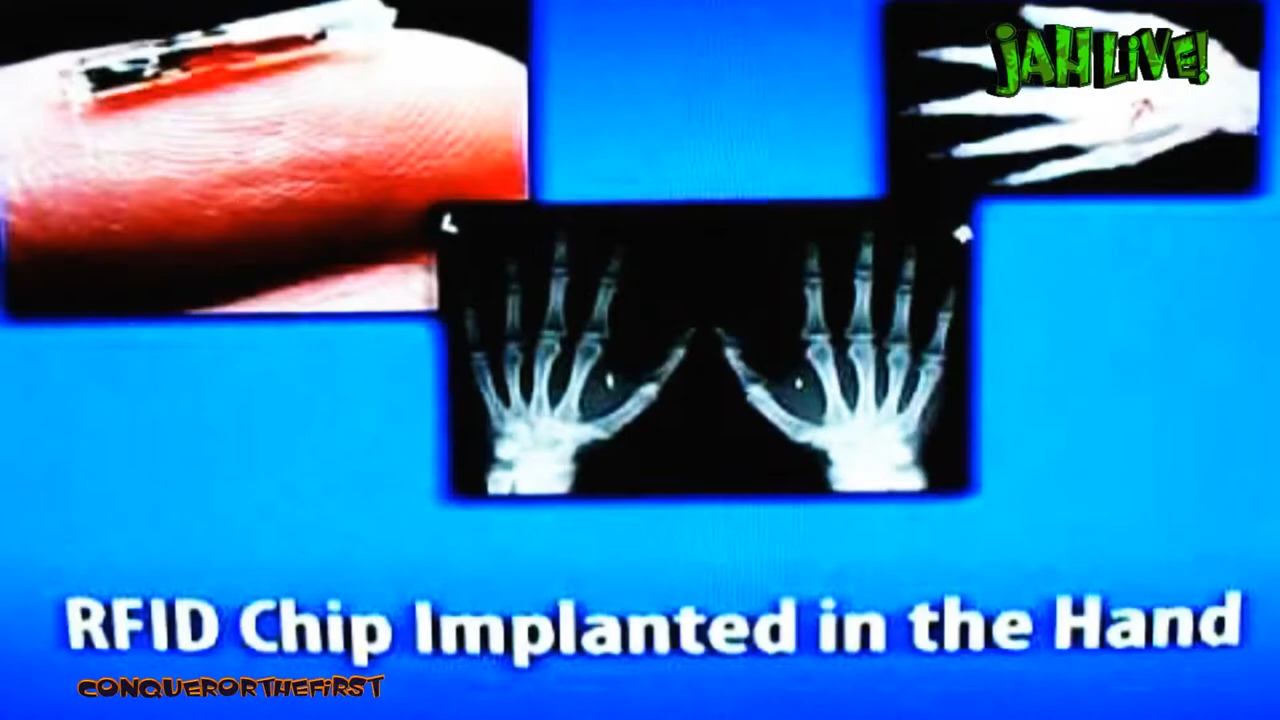 JAH LiVE!
L
RFID Chip Implanted in the Hand
CONQUERORTHEFiRST